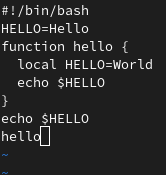 #!/bin/bash
HELLO=Hello
function hello {
  local HELLO=World
  echo $HELLO
}
echo $HELLO
hello
~
~